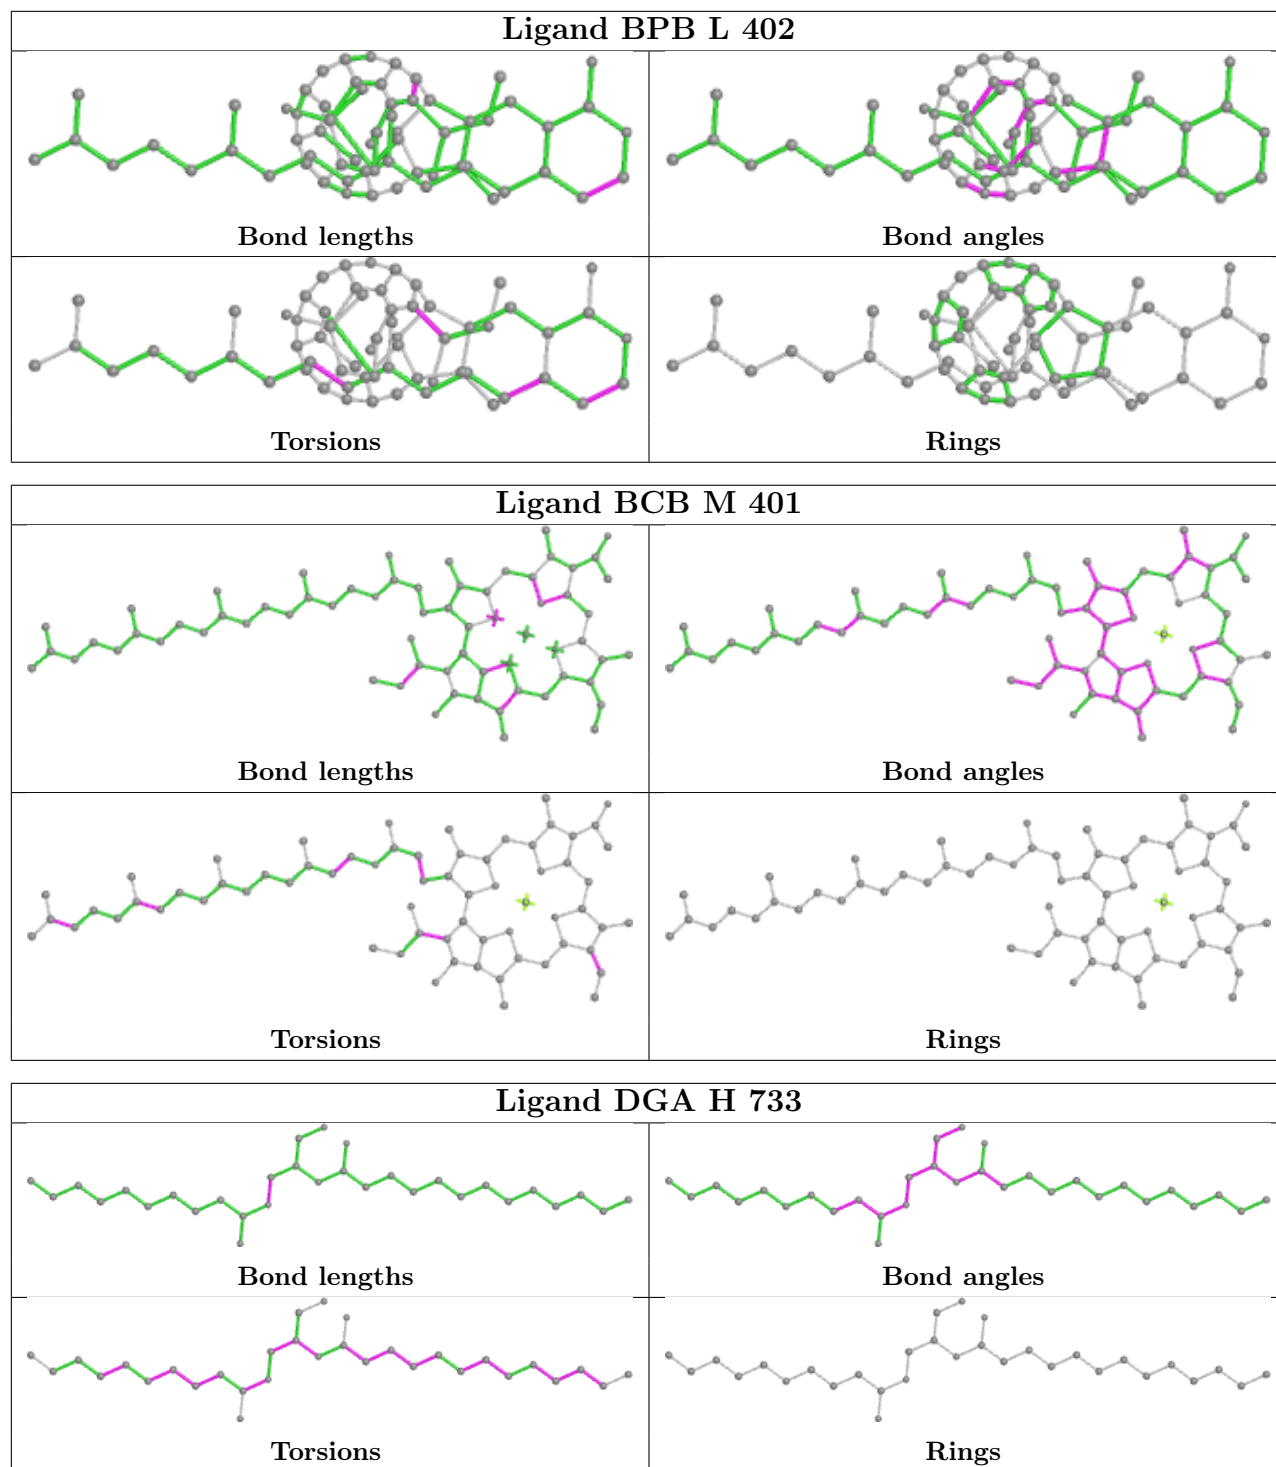 Ligand BPB L 402
Bond lengths
Bond angles
Torsions
Rings
Ligand BCB M 401
Bond lengths
Bond angles
Torsions
Rings
Ligand DGA H 733
Bond lengths
Bond angles
Torsions
Rings